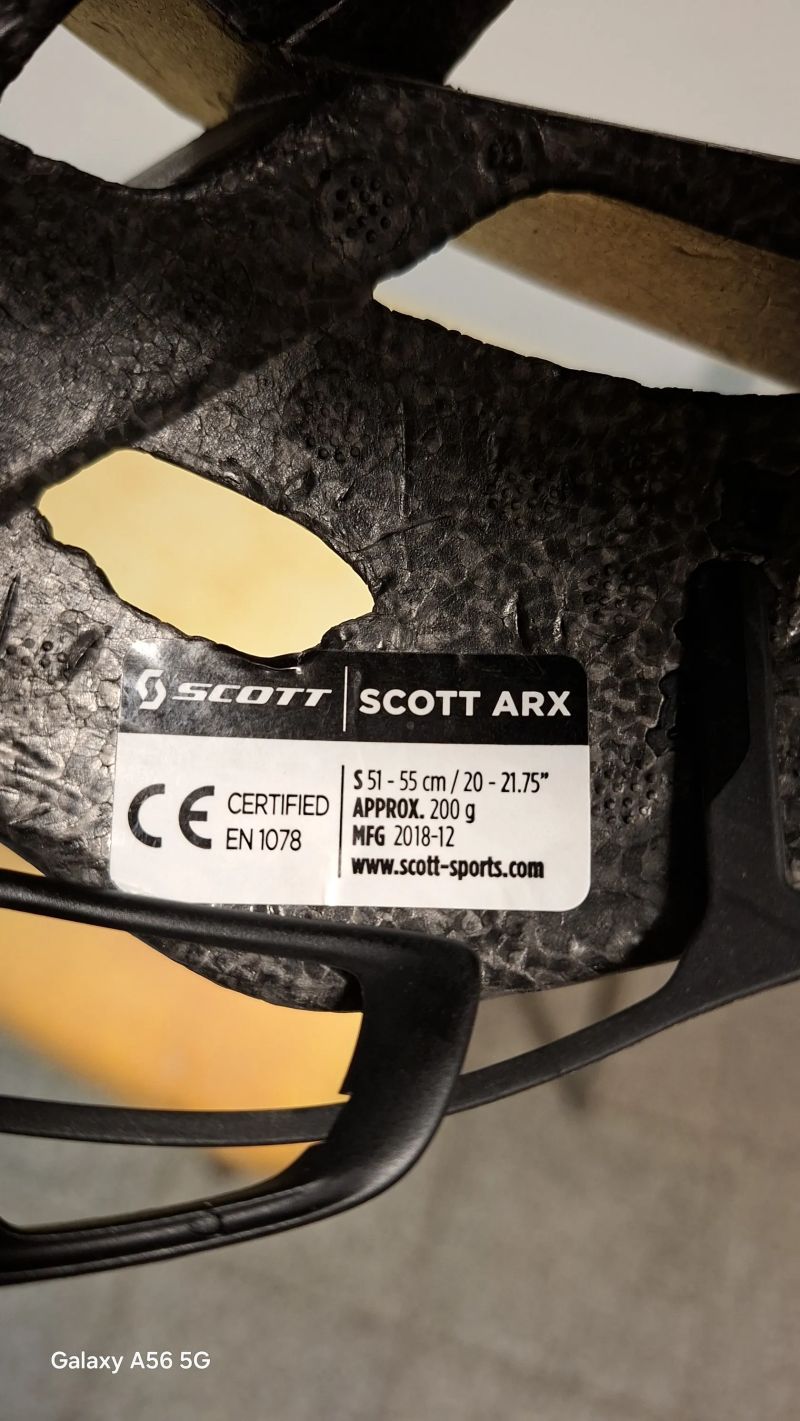 SCOTT | SCOTT ARX
CE CERTIFIED
EN 1078
S 51 - 55 cm / 20 - 21.75”
APPROX. 200 g
MFG 2018-12
www.scott-sports.com
Galaxy A56 5G